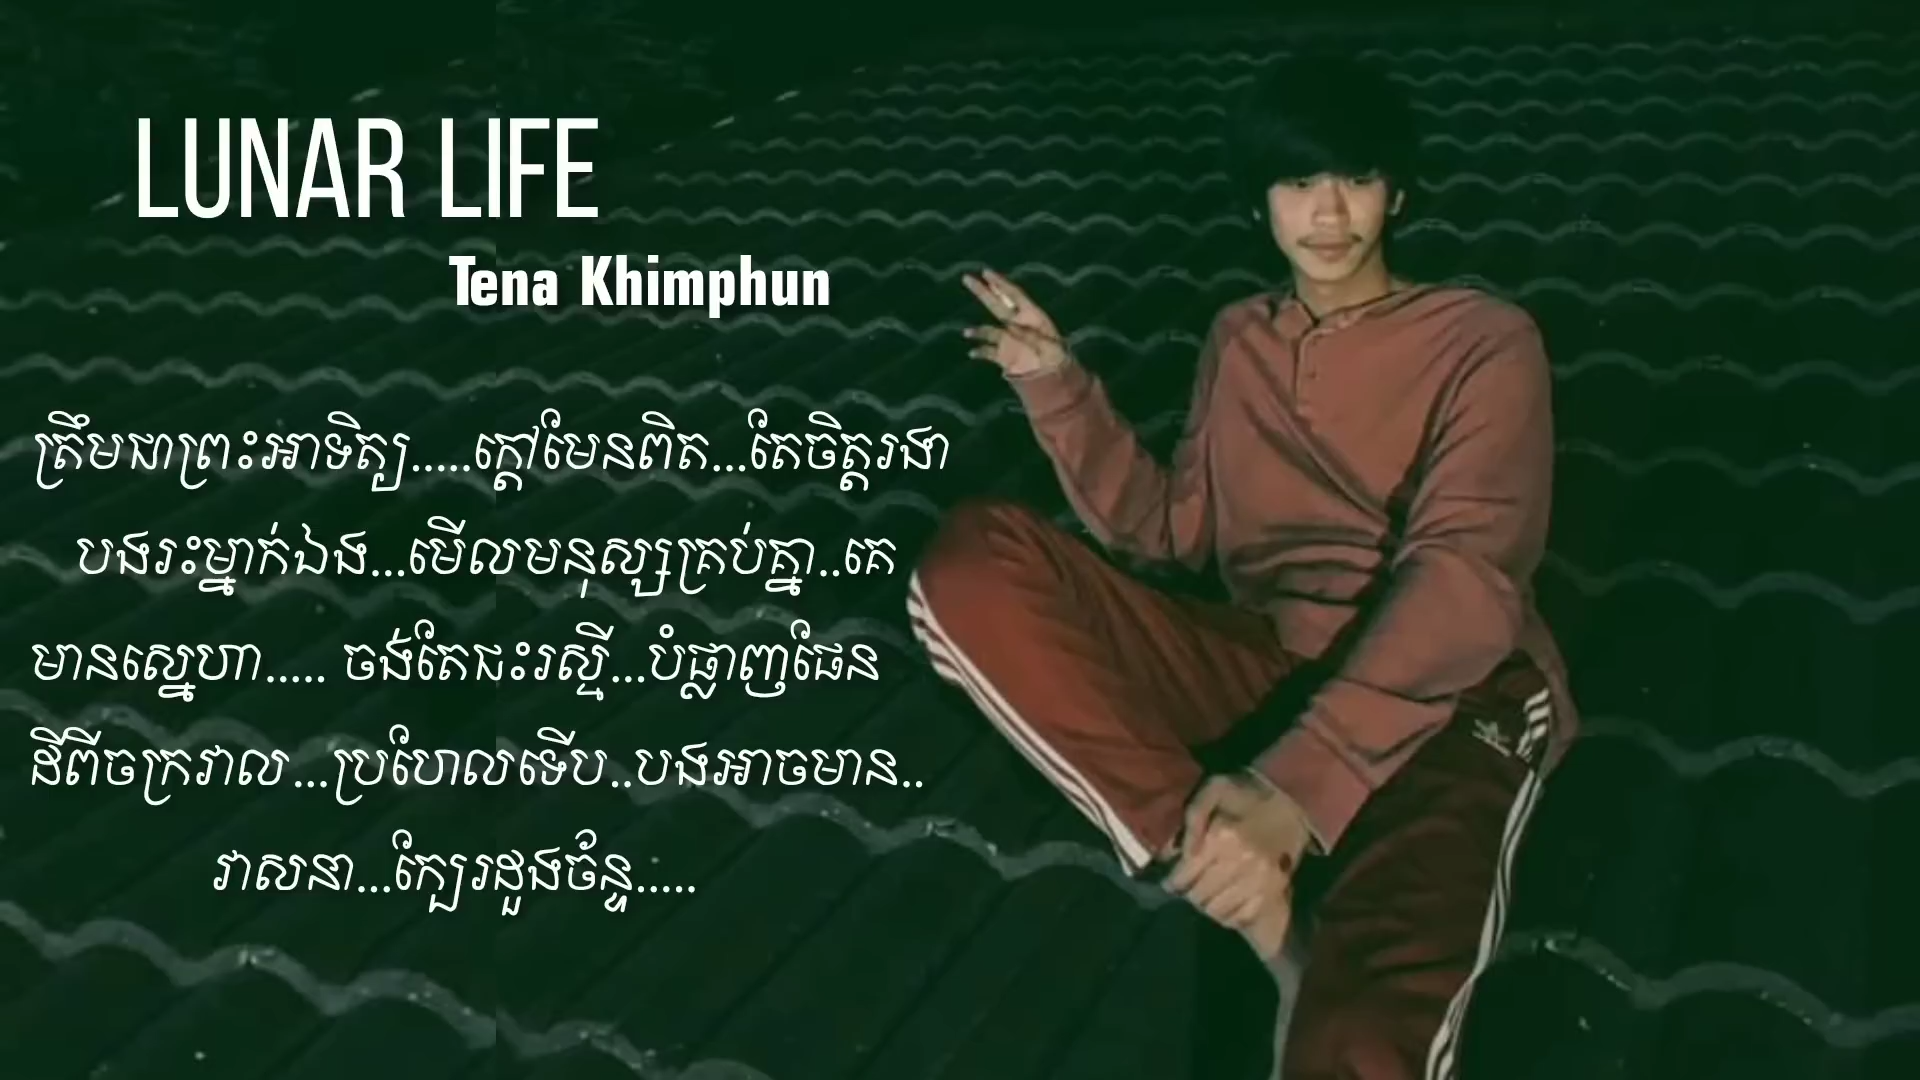 LUNAR LIFE
Tena Khimphun
ត្រឹមជាព្រះអាទិត្យ.....ក្ដៅមែនពិត...តែចិត្តរងា
បងរះម្នាក់ឯង...មើលមនុស្សគ្រប់គ្នា..គេ
មានស្នេហា..... ចង់តែជះរស្មី...បំផ្លាញផែន
ដីពីចក្រវាល...ប្រហែលទើប..បងអាចមាន..
វាសនា...ក្បែរដួងច័ន្ទ.....